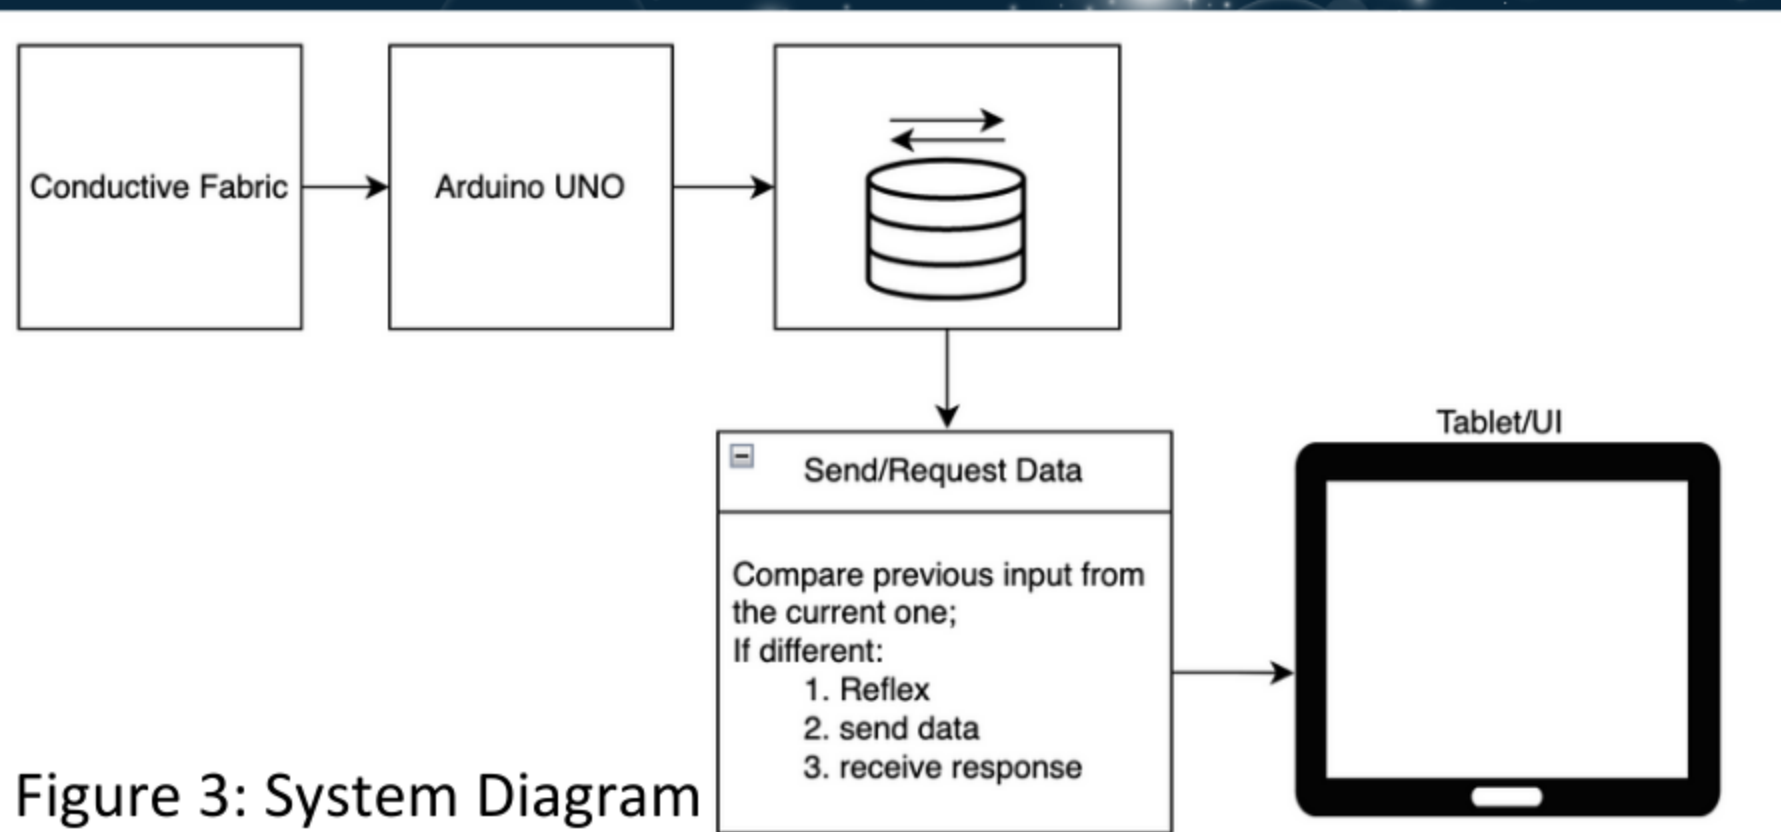 Conductive Fabric
Arduino UNO
Send/Request Data
Compare previous input from
the current one;
If different:
1. Reflex
2. send data
3. receive response
Tablet/UI
Figure 3: System Diagram